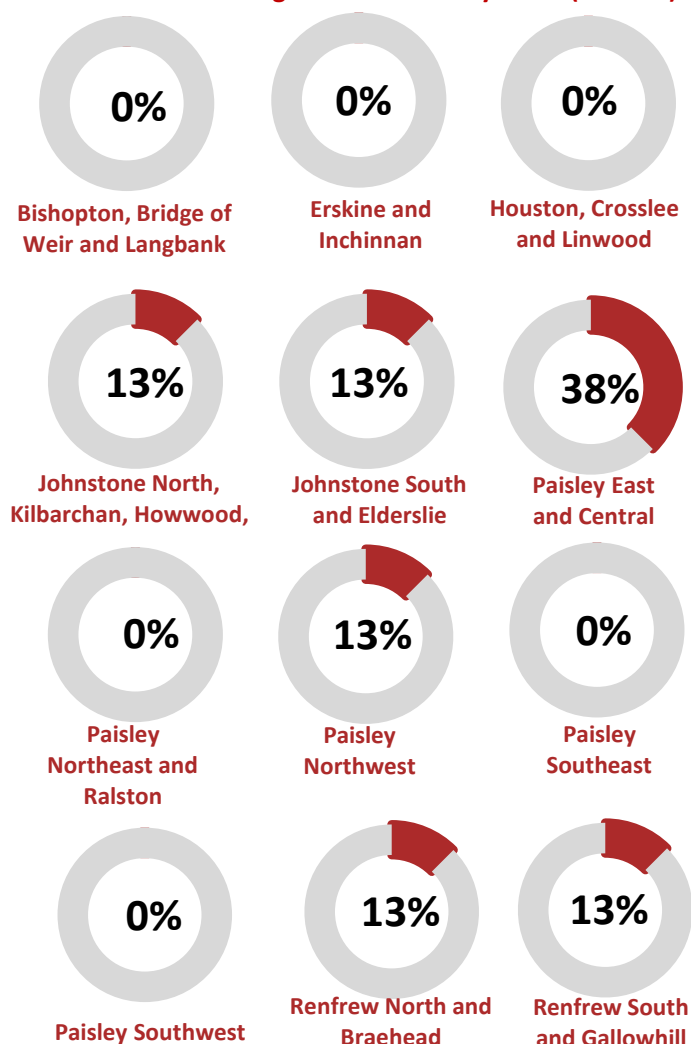 0%
0%
0%
Bishopton, Bridge of
Weir and Langbank
Erskine and
Inchinnan
Houston, Crosslee
and Linwood
13%
13%
38%
Johnstone North,
Kilbarchan, Howwood,
Johnstone South
and Elderslie
Paisley East
and Central
0%
13%
0%
Paisley
Northeast and
Ralston
Paisley
Northwest
Paisley
Southeast
0%
13%
13%
Paisley Southwest
Renfrew North and
Braehead
Renfrew South
and Gallowhill